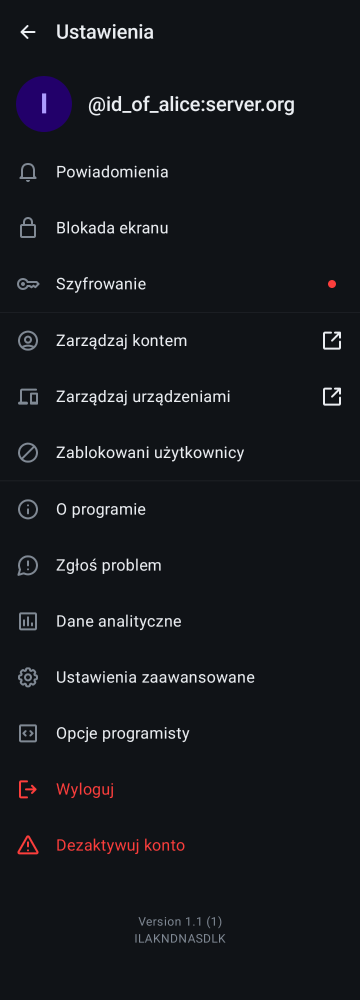 Ustawienia
I
@id_of_alice:server.org
Powiadomienia
Blokada ekranu
Szyfrowanie
Zarządzaj kontem
Zarządzaj urządzeniami
Zablokowani użytkownicy
O programie
Zgłoś problem
Dane analityczne
Ustawienia zaawansowane
Opcje programisty
Wyloguj
Dezaktywuj konto
Version 1.1 (1)
ILAKNDNASDLK